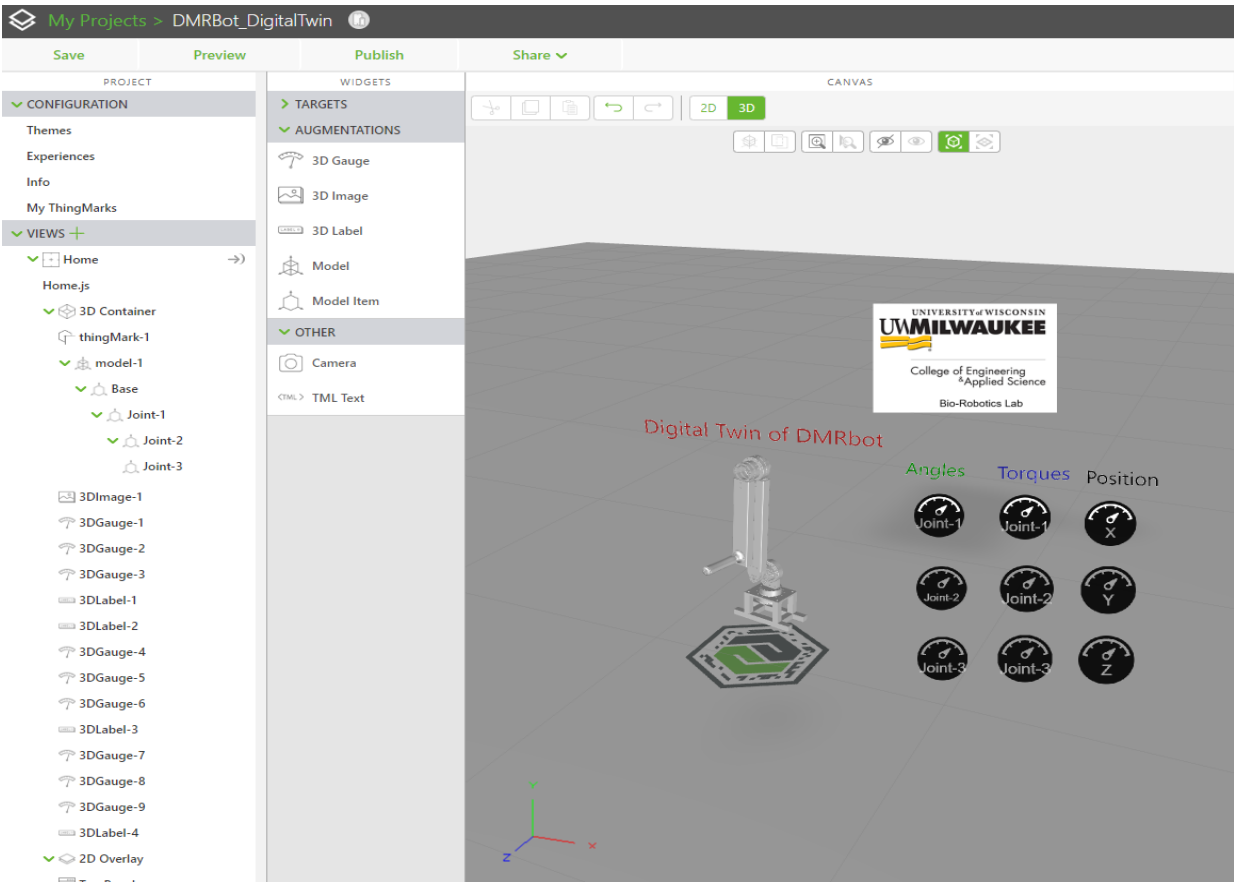 My Projects > DMRBot_DigitalTwin
Save Preview Publish Share
PROJECT
CONFIGURATION
Themes
Experiences
Info
My ThingMarks
VIEWS
Home
Home.js
3D Container
thingMark-1
model-1
Base
Joint-1
Joint-2
Joint-3
3DImage-1
3DGauge-1
3DGauge-2
3DGauge-3
3DLabel-1
3DLabel-2
3DGauge-4
3DGauge-5
3DGauge-6
3DLabel-3
3DGauge-7
3DGauge-8
3DGauge-9
3DLabel-4
2D Overlay
WIDGETS
TARGETS
AUGMENTATIONS
3D Gauge
3D Image
3D Label
Model
Model Item
OTHER
Camera
<TML> TML Text
CANVAS
2D 3D
UNIVERSITY of WISCONSIN
UWMILWAUKEE
College of Engineering
& Applied Science
Bio-Robotics Lab
Digital Twin of DMRbot
Angles Torques Position
Joint-1 Joint-1 X
Joint-2 Joint-2 Y
Joint-3 Joint-3 Z
Y
X
Z